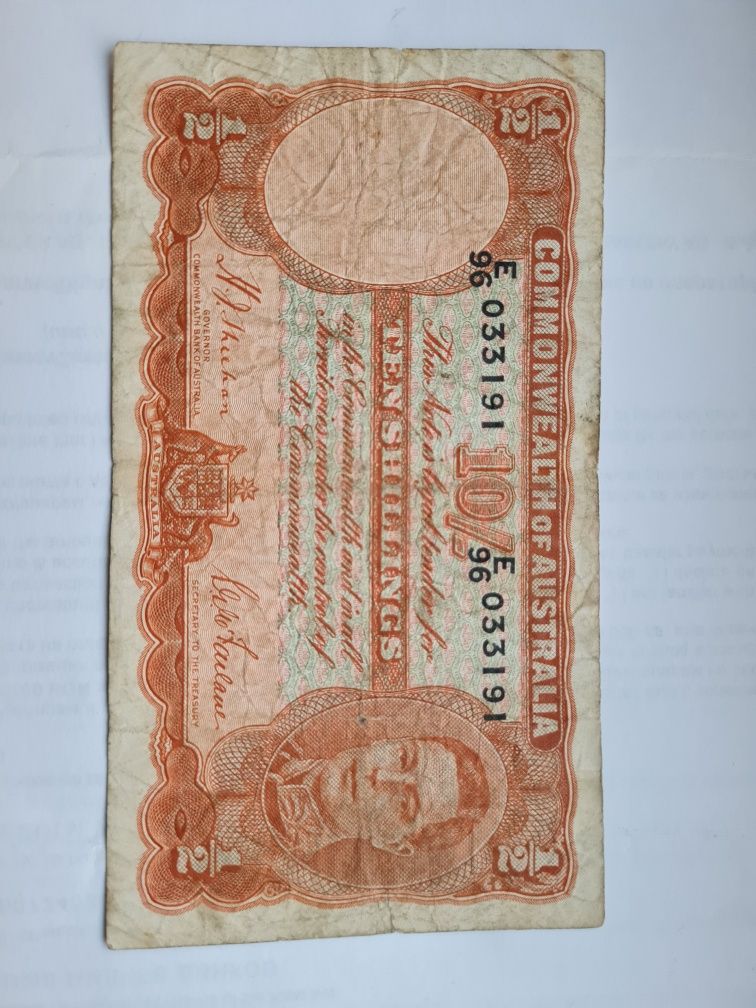 ½ ½
COMMONWEALTH OF AUSTRALIA
E/96 033191 10/- E/96 033191
This Note is Legal tender for
TEN SHILLINGS
in the Commonwealth and in all
Territories under the control of
the Commonwealth.
H. J. Sheehan
GOVERNOR
COMMONWEALTH BANK OF AUSTRALIA
S. G. McFarlane
SECRETARY TO THE TREASURY
AUSTRALIA
½ ½